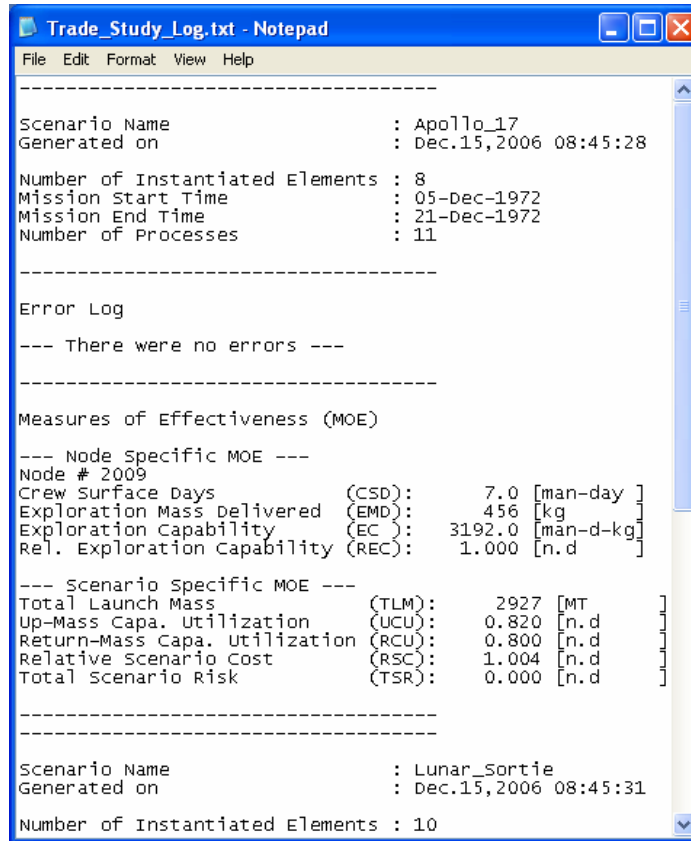 Trade_Study_Log.txt - Notepad
File Edit Format View Help
------------------------------------
Scenario Name : Apollo_17
Generated on : Dec.15,2006 08:45:28
Number of Instantiated Elements : 8
Mission Start Time : 05-Dec-1972
Mission End Time : 21-Dec-1972
Number of Processes : 11
------------------------------------
Error Log
--- There were no errors ---
------------------------------------
Measures of Effectiveness (MOE)
--- Node Specific MOE ---
Node # 2009
Crew Surface Days (CSD): 7.0 [man-day ]
Exploration Mass Delivered (EMD): 456 [kg ]
Exploration Capability (EC ): 3192.0 [man-d-kg]
Rel. Exploration Capability (REC): 1.000 [n.d ]
--- Scenario Specific MOE ---
Total Launch Mass (TLM): 2927 [MT ]
Up-Mass Capa. Utilization (UCU): 0.820 [n.d ]
Return-Mass Capa. Utilization (RCU): 0.800 [n.d ]
Relative Scenario Cost (RSC): 1.004 [n.d ]
Total Scenario Risk (TSR): 0.000 [n.d ]
------------------------------------
------------------------------------
Scenario Name : Lunar_Sortie
Generated on : Dec.15,2006 08:45:31
Number of Instantiated Elements : 10